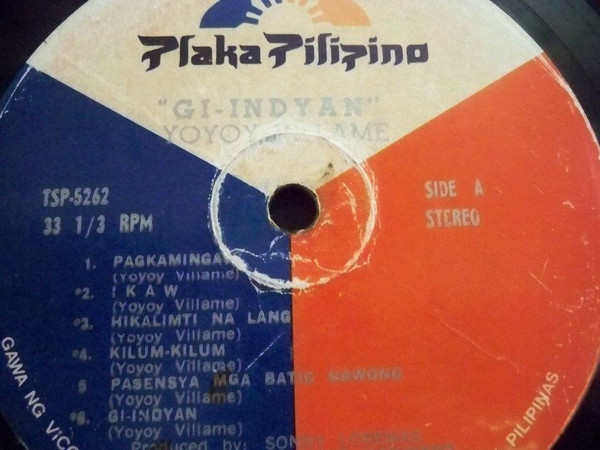 Plaka Pilipino
"GI-INDYAN"
YOYOY VILLAME
TSP-5262
33 1/3 RPM
SIDE A
STEREO
1. PAGKAMINGAW
(Yoyoy Villame)
*2. I K A W
(Yoyoy Villame)
*3. HIKALIMTI NA LANG
(Yoyoy Villame)
*4. KILUM-KILUM
(Yoyoy Villame)
5 PASENSYA MGA BATIG NAWONG
(Yoyoy Villame)
*6. GI-INDYAN
(Yoyoy Villame)
Produced by:
GAWA NG
PILIPINAS